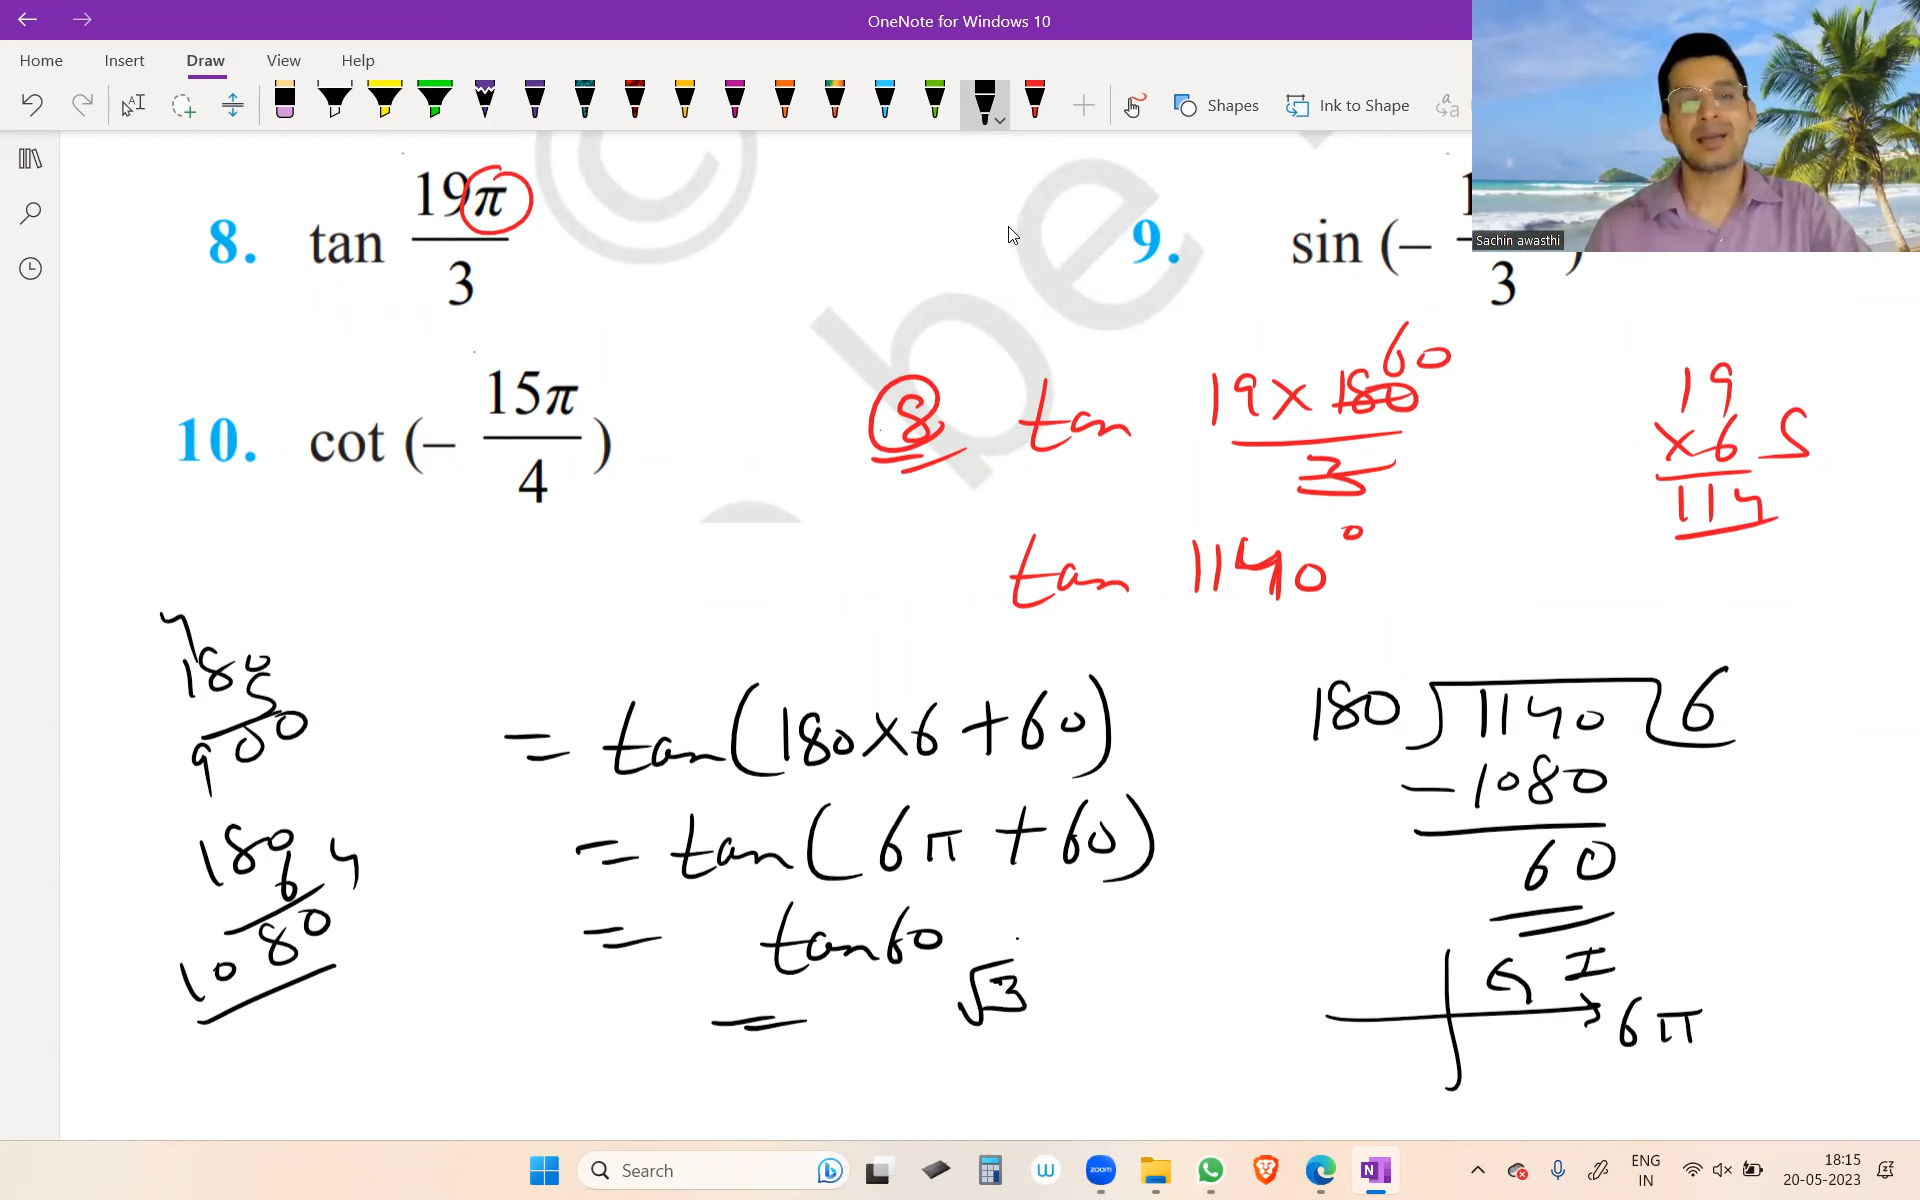 OneNote for Windows 10
Home Insert Draw View Help
Shapes Ink to Shape
Sachin awasthi
8. tan 19π/3
9. sin (– 3 )
10. cot (– 15π/4 )
8 tan 19 × 180/3 60
tan 1140°
19
×6
114
180
5
900
180
6
1080
4
= tan(180×6+60)
= tan(6π+60)
= tan60
√3
180 1140 6
−1080
60
I
6π
Search
zoom
ENG
IN
18:15
20-05-2023